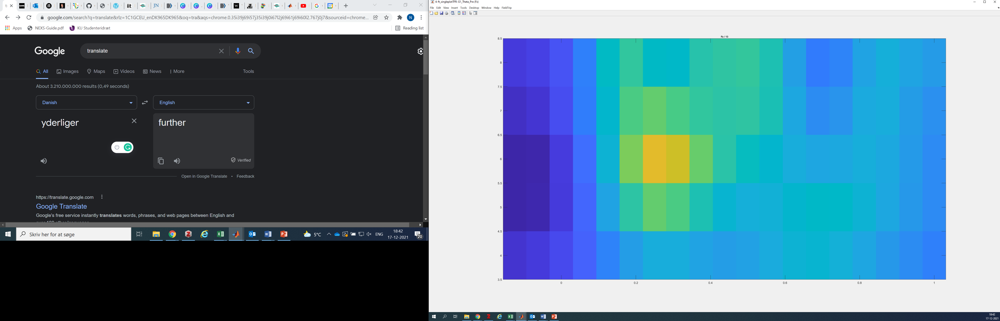 google.com/search?q=translate&rlz=1C1GCEU_enDK965DK965&oq=tra&aqs=chrome.0.35i39j69i57j35i39j0i67l2j69i61j69i60l2.767j0j7&sourceid=chrome...
N
Apps
NEXS-Guide.pdf
KU Studenteridræt
Reading list
Google
translate
All
Images
Maps
Videos
News
More
Tools
About 3.210.000.000 results (0,49 seconds)
Danish
English
yderliger
further
Verified
Open in Google Translate • Feedback
https://translate.google.com
Google Translate
Google's free service instantly translates words, phrases, and web pages between English and
Skriv her for at søge
5°C
ENG
18:42
17-12-2021
20
4: ft_singleplotTFR: G1_Theta_Pre (Fz)
File Edit View Insert Tools Desktop Window Help FieldTrip
Fz / 13
8.5
8
7.5
7
6.5
6
5.5
5
4.5
4
3.5
0 0.2 0.4 0.6 0.8 1
18:42
17-12-2021